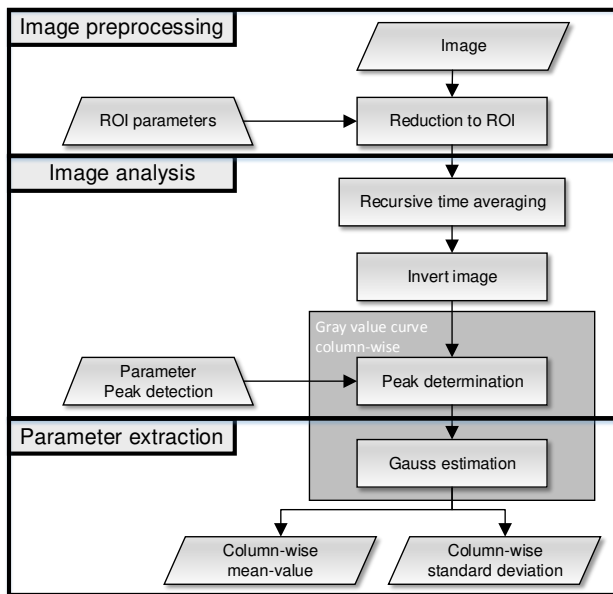 Image preprocessing
Image
ROI parameters
Reduction to ROI
Image analysis
Recursive time averaging
Invert image
Gray value curve
column-wise
Parameter
Peak detection
Peak determination
Parameter extraction
Gauss estimation
Column-wise
mean-value
Column-wise
standard deviation